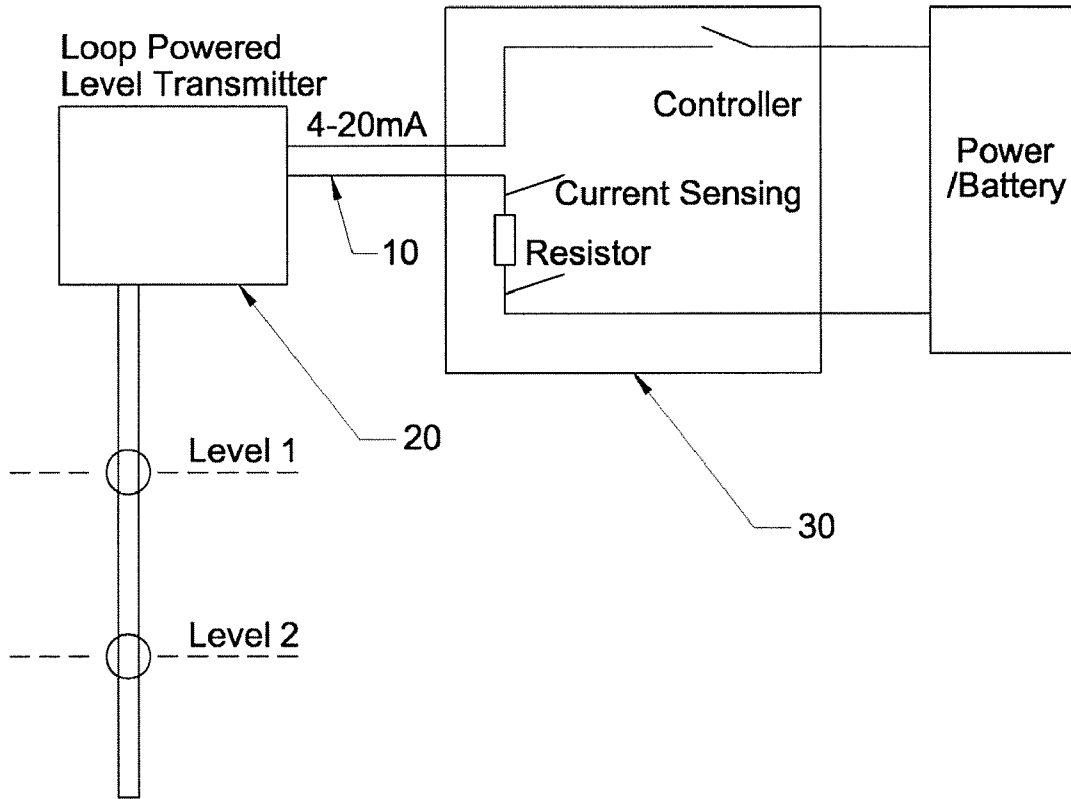 Loop Powered
Level Transmitter
4-20mA
Controller
Power
/Battery
Current Sensing
10
Resistor
20
Level 1
30
Level 2